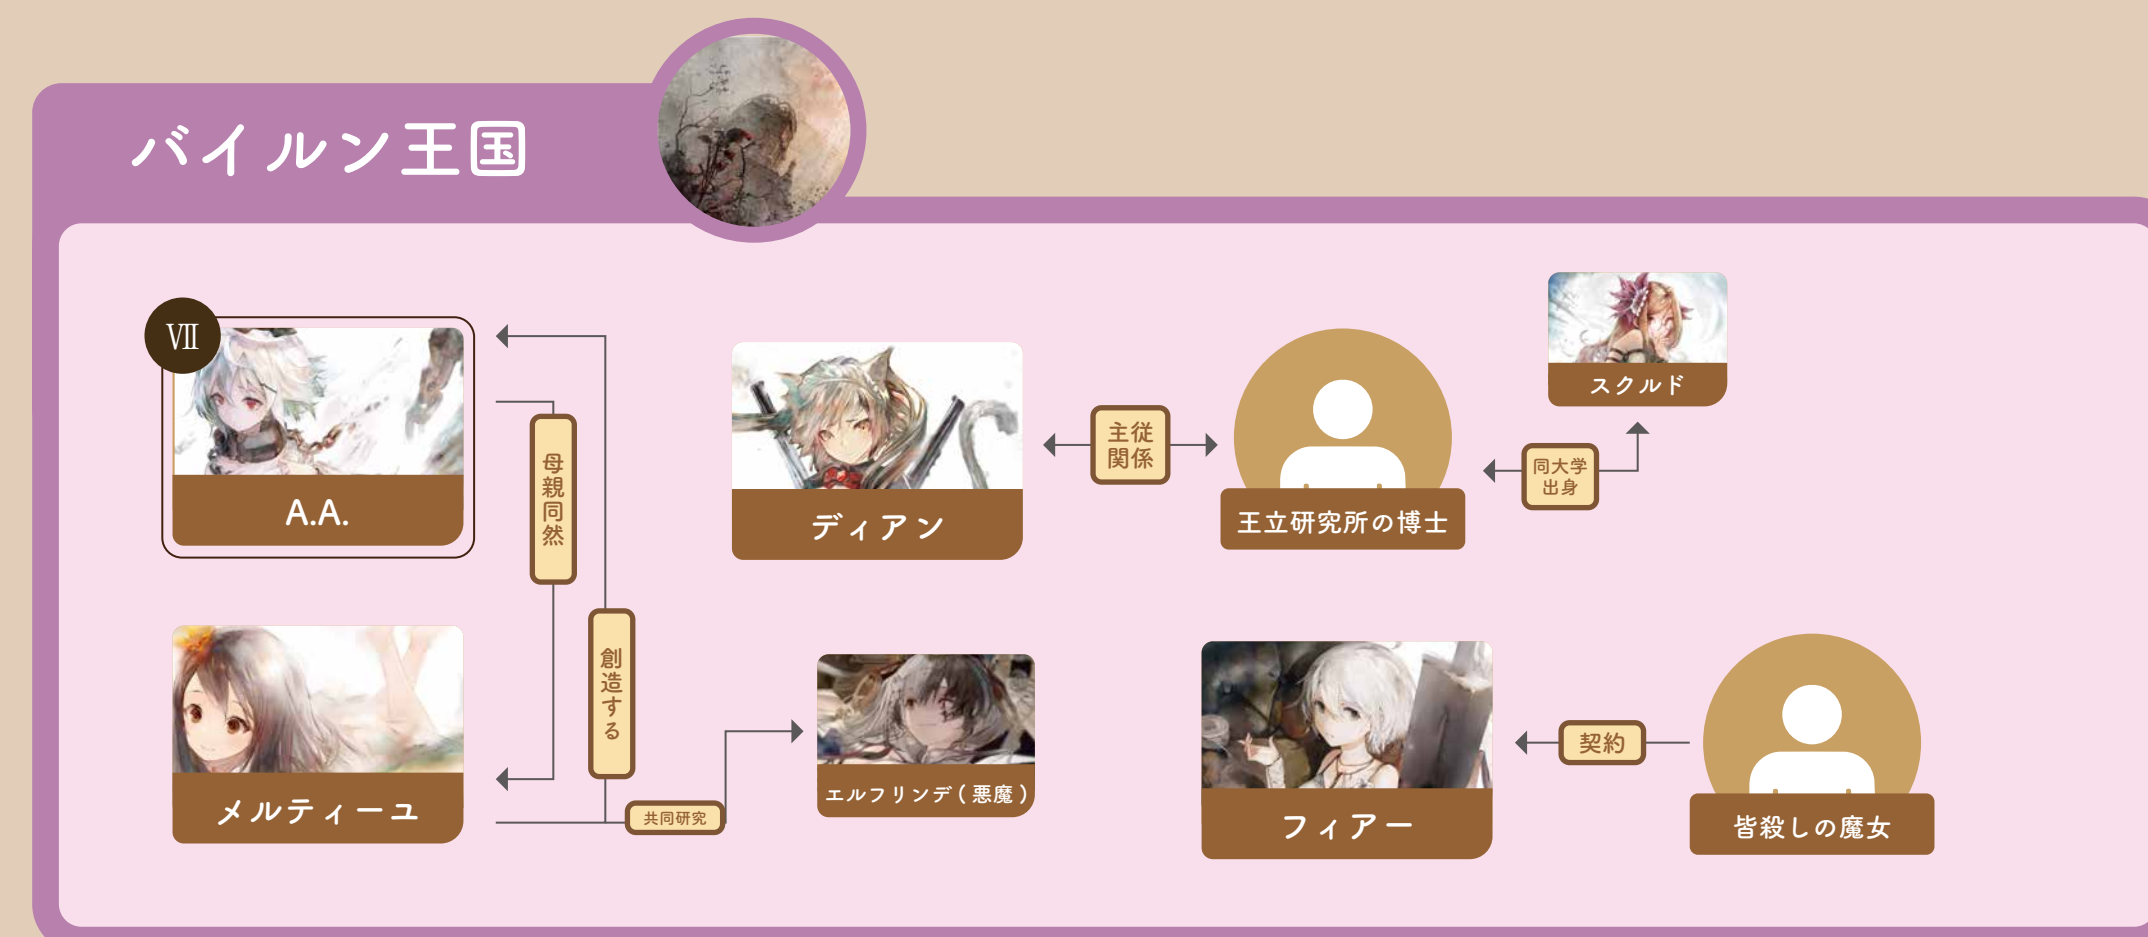 バイルン王国
Ⅶ
A.A.
母親同然
創造する
メルティーユ
共同研究
エルフリンデ(悪魔)
ディアン
主従
関係
王立研究所の博士
同大学
出身
スクルド
フィアー
契約
皆殺しの魔女